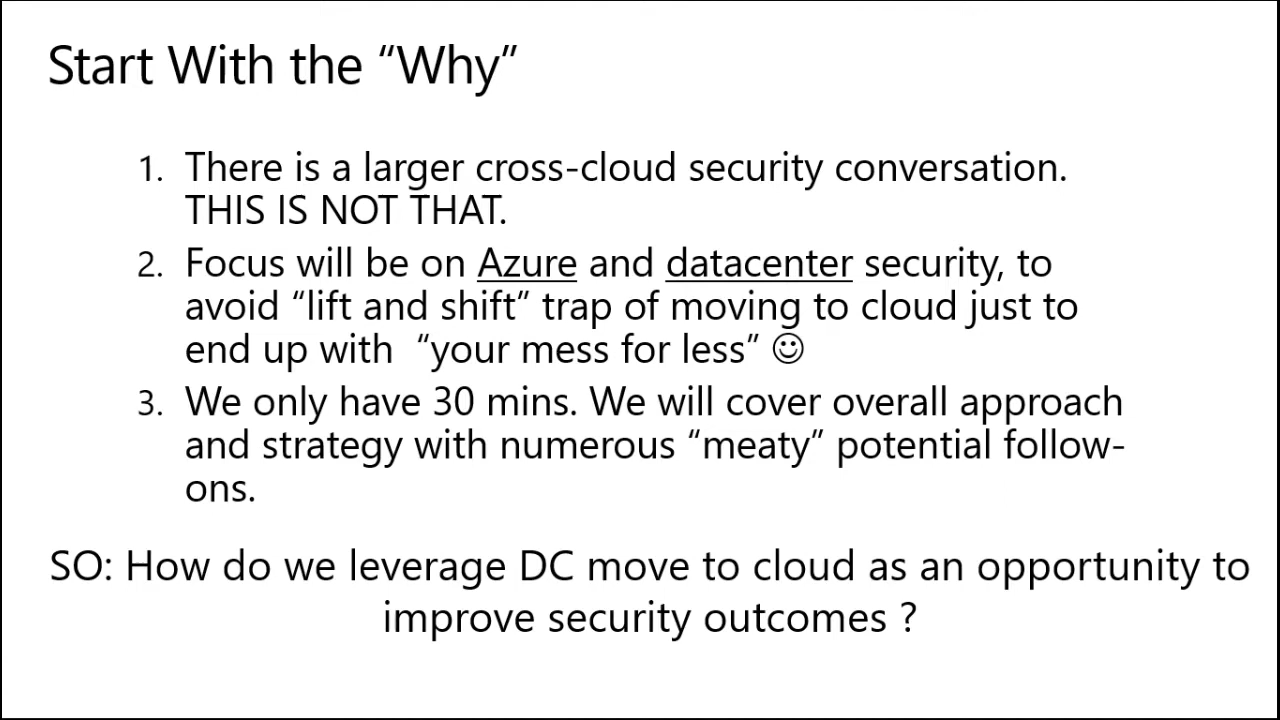 Start With the “Why”
1. There is a larger cross-cloud security conversation.
THIS IS NOT THAT.
2. Focus will be on Azure and datacenter security, to
avoid “lift and shift” trap of moving to cloud just to
end up with “your mess for less” ☺
3. We only have 30 mins. We will cover overall approach
and strategy with numerous “meaty” potential follow-
ons.
SO: How do we leverage DC move to cloud as an opportunity to
improve security outcomes ?